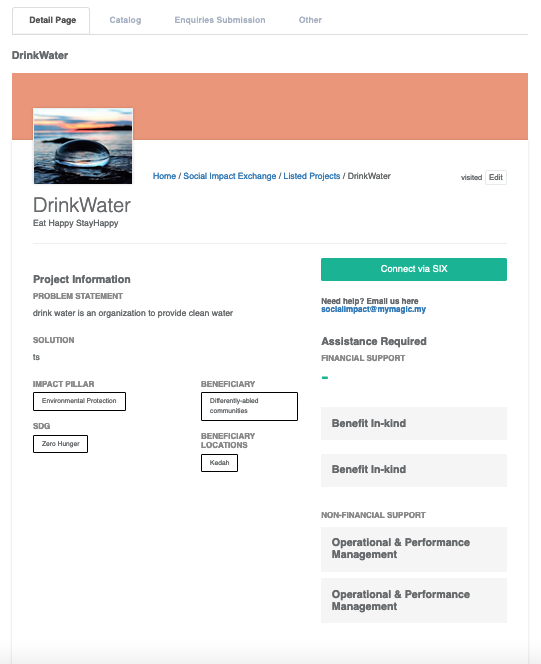 Detail Page
Catalog
Enquiries Submission
Other
DrinkWater
Home / Social Impact Exchange / Listed Projects / DrinkWater
visited
Edit
DrinkWater
Eat Happy StayHappy
Project Information
PROBLEM STATEMENT
drink water is an organization to provide clean water
SOLUTION
ts
IMPACT PILLAR
Environmental Protection
SDG
Zero Hunger
BENEFICIARY
Differently-abled
communities
BENEFICIARY
LOCATIONS
Kedah
Connect via SIX
Need help? Email us here
socialimpact@mymagic.my
Assistance Required
FINANCIAL SUPPORT
-
Benefit In-kind
Benefit In-kind
NON-FINANCIAL SUPPORT
Operational & Performance
Management
Operational & Performance
Management